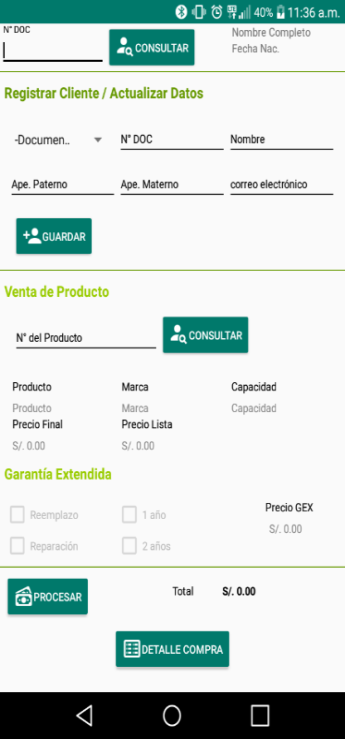 40% 11:36 a.m.
N° DOC
CONSULTAR
Nombre Completo
Fecha Nac.
Registrar Cliente / Actualizar Datos
-Documen..
N° DOC
Nombre
Ape. Paterno
Ape. Materno
correo electrónico
GUARDAR
Venta de Producto
N° del Producto
CONSULTAR
Producto Marca Capacidad
Producto Marca Capacidad
Precio Final Precio Lista
S/. 0.00 S/. 0.00
Garantía Extendida
Reemplazo 1 año Precio GEX
S/. 0.00
Reparación 2 años
PROCESAR Total S/. 0.00
DETALLE COMPRA